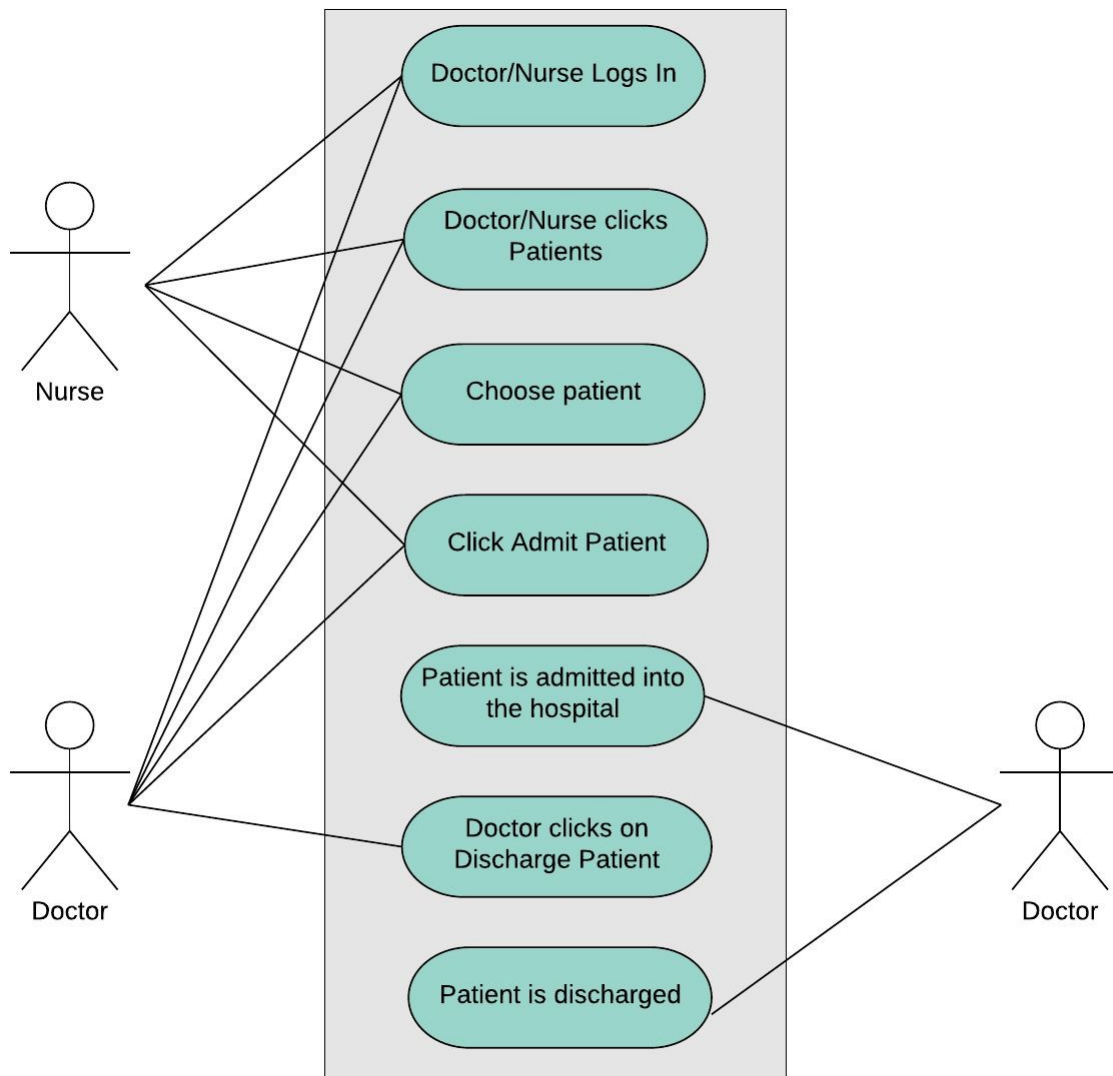 Doctor/Nurse Logs In
Doctor/Nurse clicks
Patients
Nurse
Choose patient
Click Admit Patient
Patient is admitted into
the hospital
Doctor clicks on
Discharge Patient
Doctor
Doctor
Patient is discharged